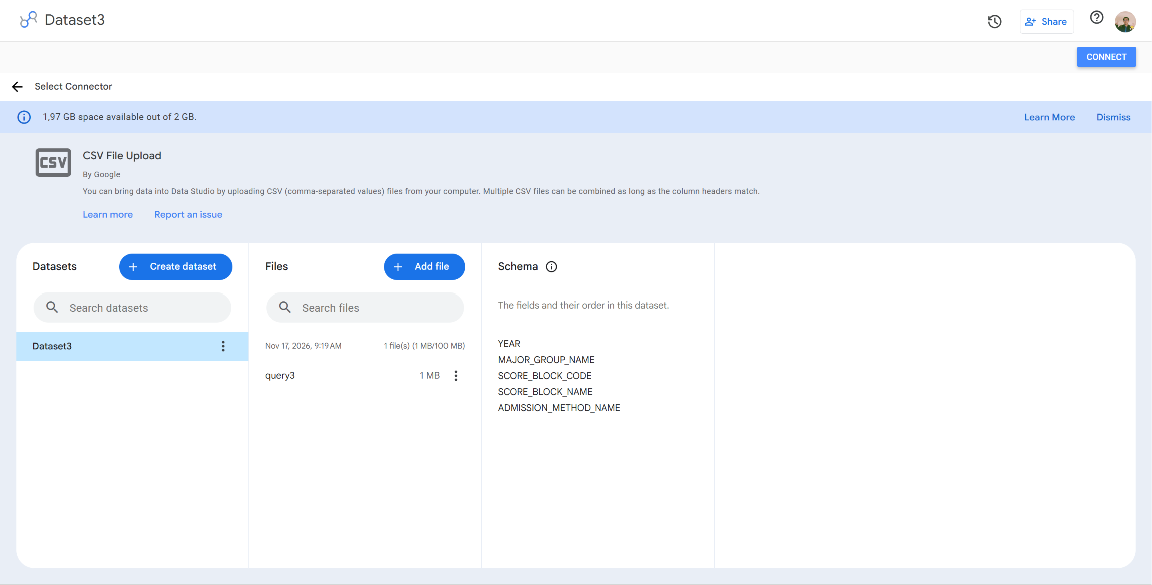 Dataset3
Share
CONNECT
Select Connector
1,97 GB space available out of 2 GB.
Learn More
Dismiss
CSV
CSV File Upload
By Google
You can bring data into Data Studio by uploading CSV (comma-separated values) files from your computer. Multiple CSV files can be combined as long as the column headers match.
Learn more
Report an issue
Datasets
+ Create dataset
Search datasets
Dataset3
Files
+ Add file
Search files
Nov 17, 2026, 9:19 AM
1 file(s) (1 MB/100 MB)
query3
1 MB
Schema
The fields and their order in this dataset.
YEAR
MAJOR_GROUP_NAME
SCORE_BLOCK_CODE
SCORE_BLOCK_NAME
ADMISSION_METHOD_NAME